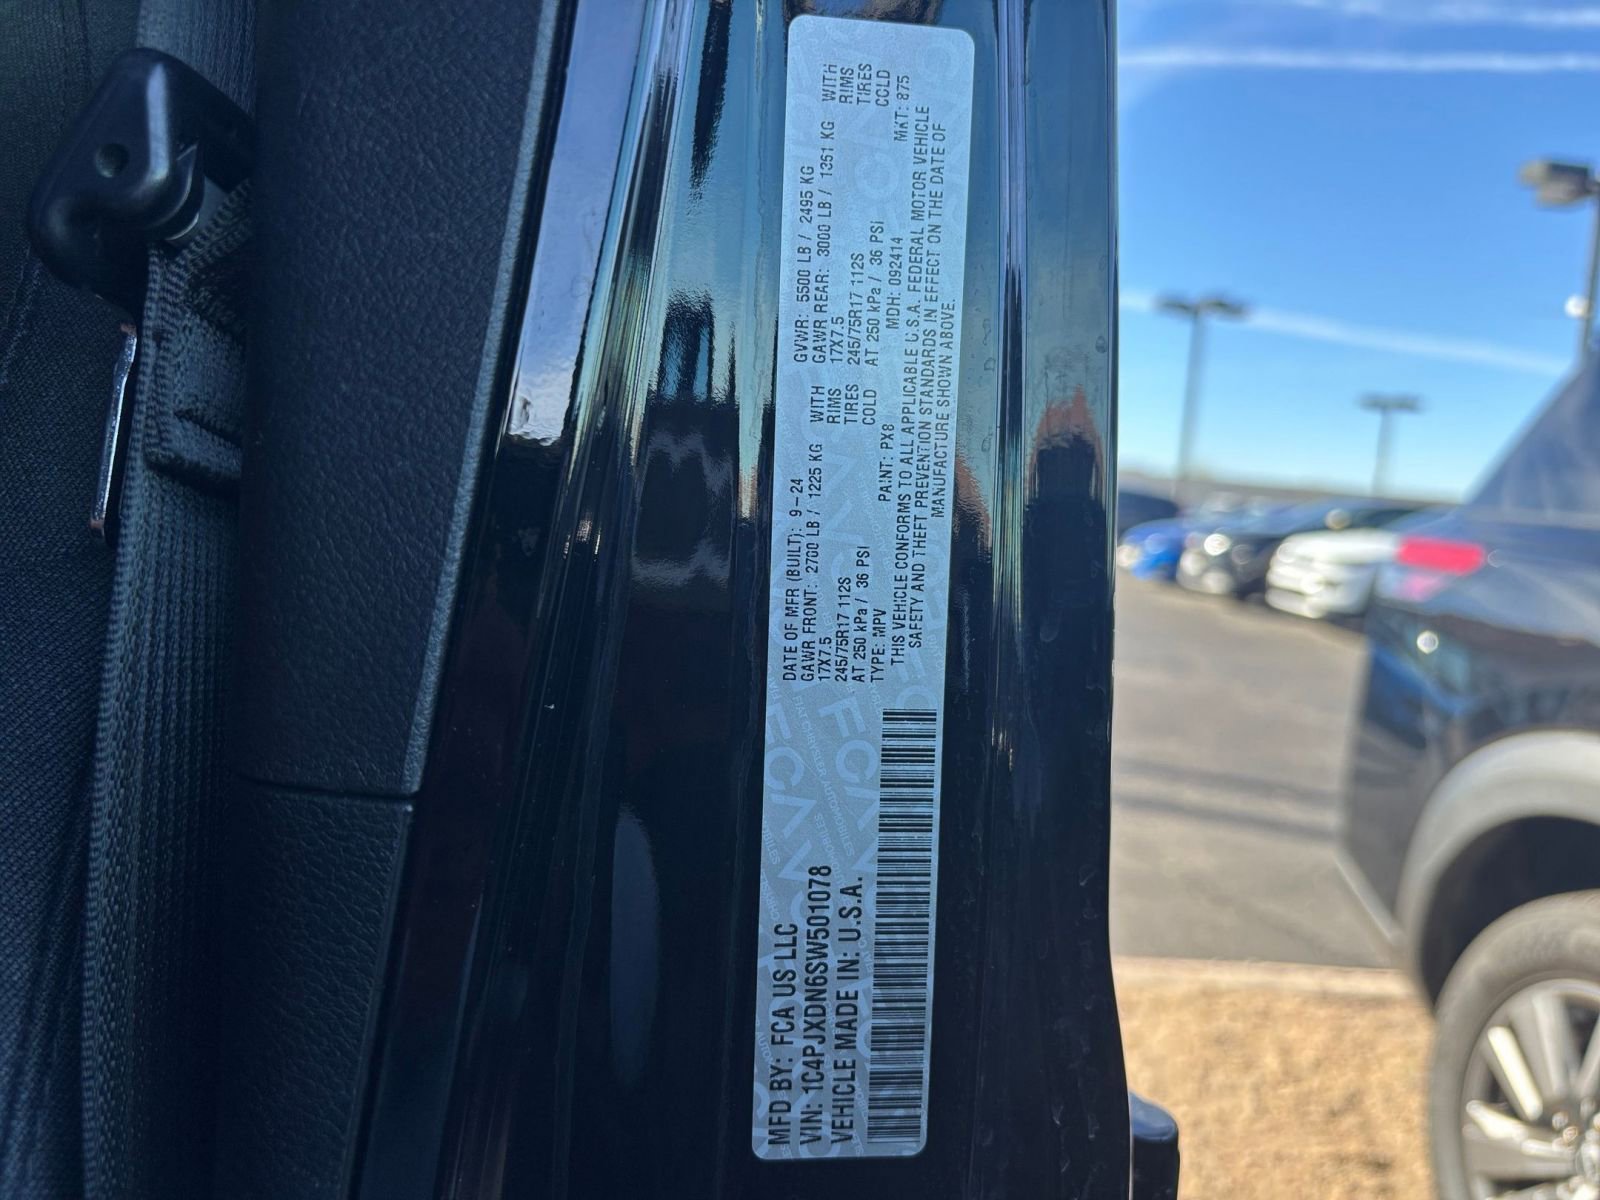 MFD BY: FCA US LLC
VIN: 1C4PJXDN6SW501078
VEHICLE MADE IN: U.S.A.
DATE OF MFR (BUILT): 9-24 GVWR: 5500 LB / 2495 KG
GAWR FRONT: 2700 LB / 1225 KG WITH GAWR REAR: 3000 LB / 1361 KG WITH
17X7.5 RIMS 17X7.5 RIMS
245/75R17 112S TIRES 245/75R17 112S TIRES
AT 250 kPa / 36 PSi COLD AT 250 kPa / 36 PSi COLD
TYPE: MPV PAINT: PX8 MDH: 092414 MKT: 875
THIS VEHICLE CONFORMS TO ALL APPLICABLE U.S.A. FEDERAL MOTOR VEHICLE
SAFETY AND THEFT PREVENTION STANDARDS IN EFFECT ON THE DATE OF
MANUFACTURE SHOWN ABOVE.